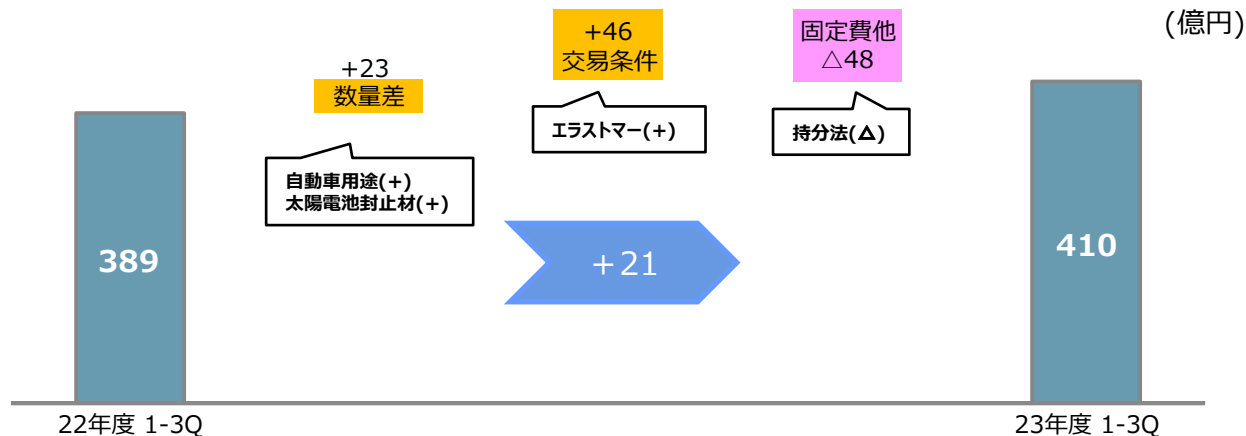 (億円)
+23
数量差
+46
交易条件
固定費他
△48
自動車用途(+)
太陽電池封止材(+)
エラストマー(+)
持分法(△)
389
+21
410
22年度 1-3Q
23年度 1-3Q